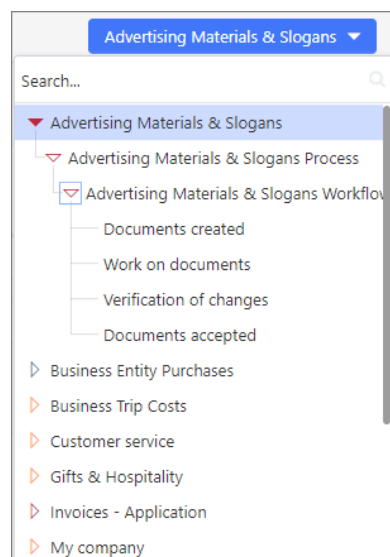 Advertising Materials & Slogans
Search...
Advertising Materials & Slogans
Advertising Materials & Slogans Process
Advertising Materials & Slogans Workflow
Documents created
Work on documents
Verification of changes
Documents accepted
Business Entity Purchases
Business Trip Costs
Customer service
Gifts & Hospitality
Invoices - Application
My company